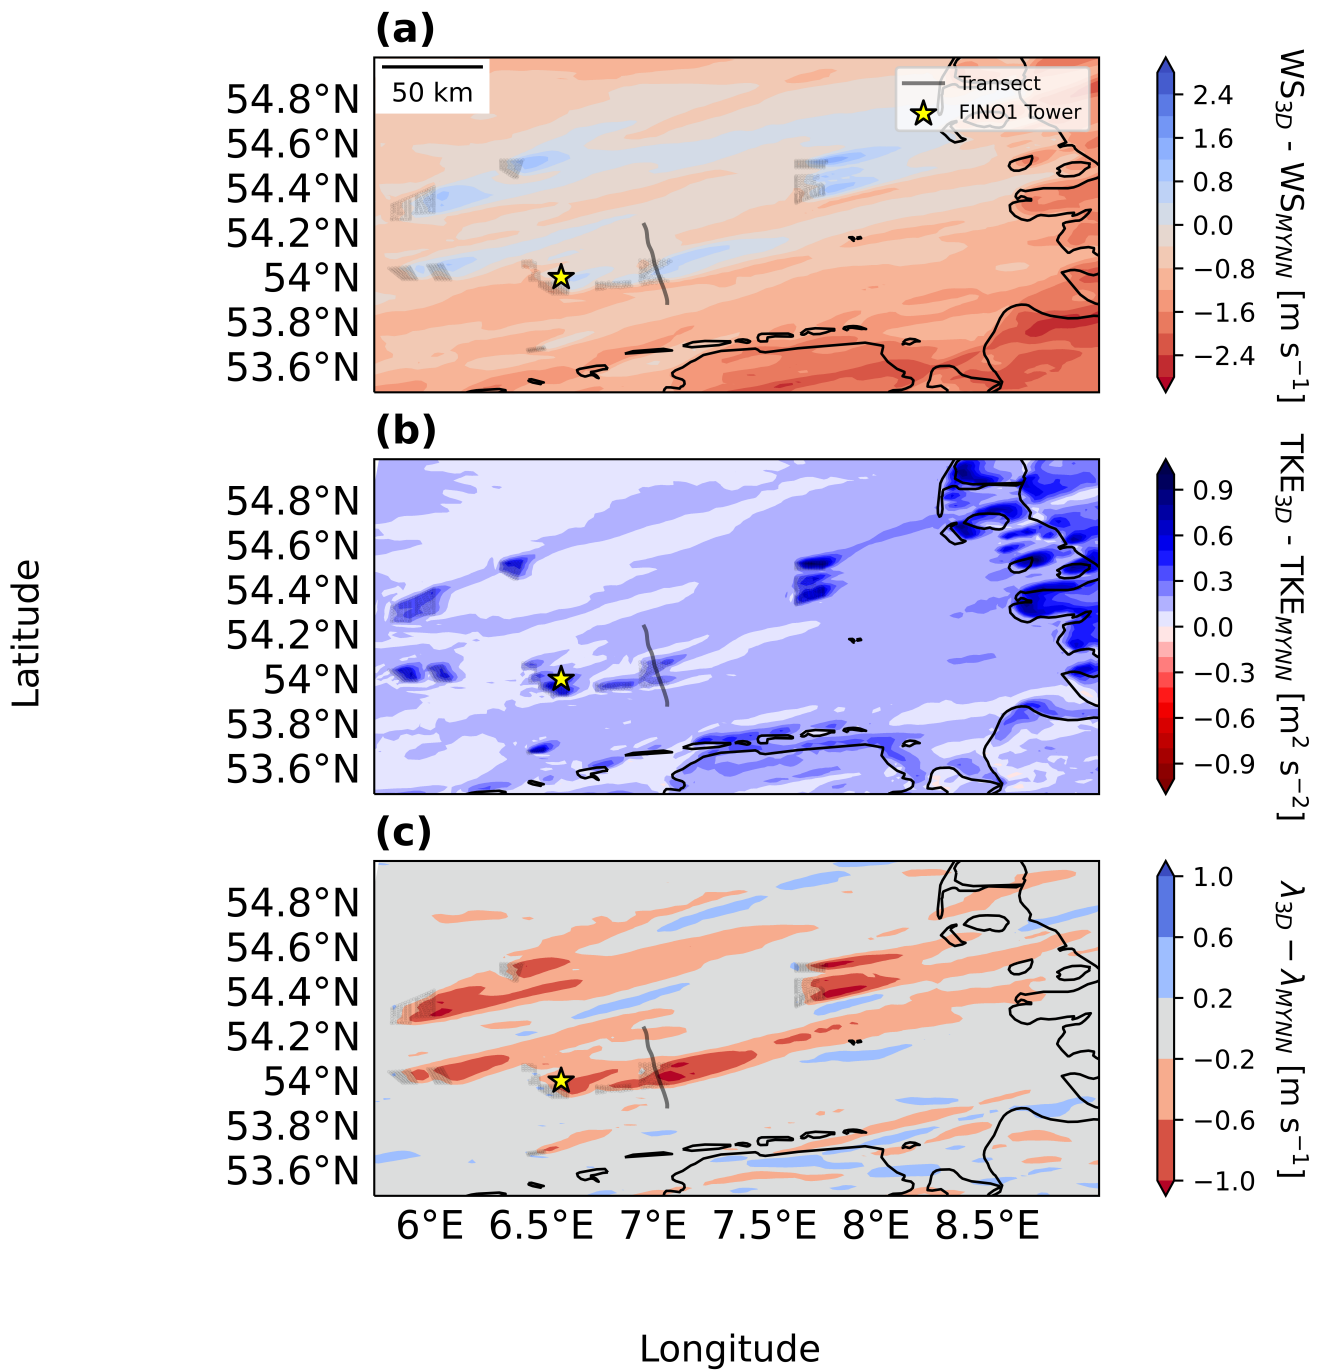 (a)
50 km
Transect
FINO1 Tower
54.8°N
54.6°N
54.4°N
54.2°N
54°N
53.8°N
53.6°N
2.4
1.6
0.8
0.0
−0.8
−1.6
−2.4
WS3D - WSMYNN [m s−1]
(b)
54.8°N
54.6°N
54.4°N
54.2°N
54°N
53.8°N
53.6°N
0.9
0.6
0.3
0.0
−0.3
−0.6
−0.9
TKE3D - TKEMYNN [m2 s−2]
Latitude
(c)
54.8°N
54.6°N
54.4°N
54.2°N
54°N
53.8°N
53.6°N
1.0
0.6
0.2
−0.2
−0.6
−1.0
λ3D − λMYNN [m s−1]
6°E
6.5°E
7°E
7.5°E
8°E
8.5°E
Longitude